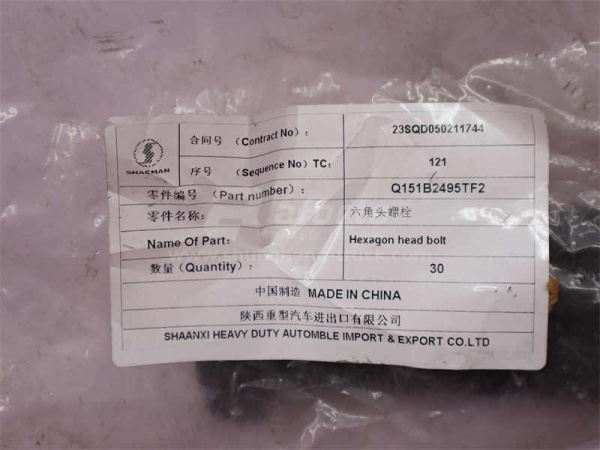 SHACMAN
合同号 (Contract No):
23SQD050211744
序号 (Sequence No) TC:
121
零件编号 (Part number):
Q151B2495TF2
零件名称:
六角头螺栓
Name Of Part:
Hexagon head bolt
数量 (Quantity):
30
中国制造 MADE IN CHINA
陕西重型汽车进出口有限公司
SHAANXI HEAVY DUTY AUTOMBLE IMPORT & EXPORT CO.LTD